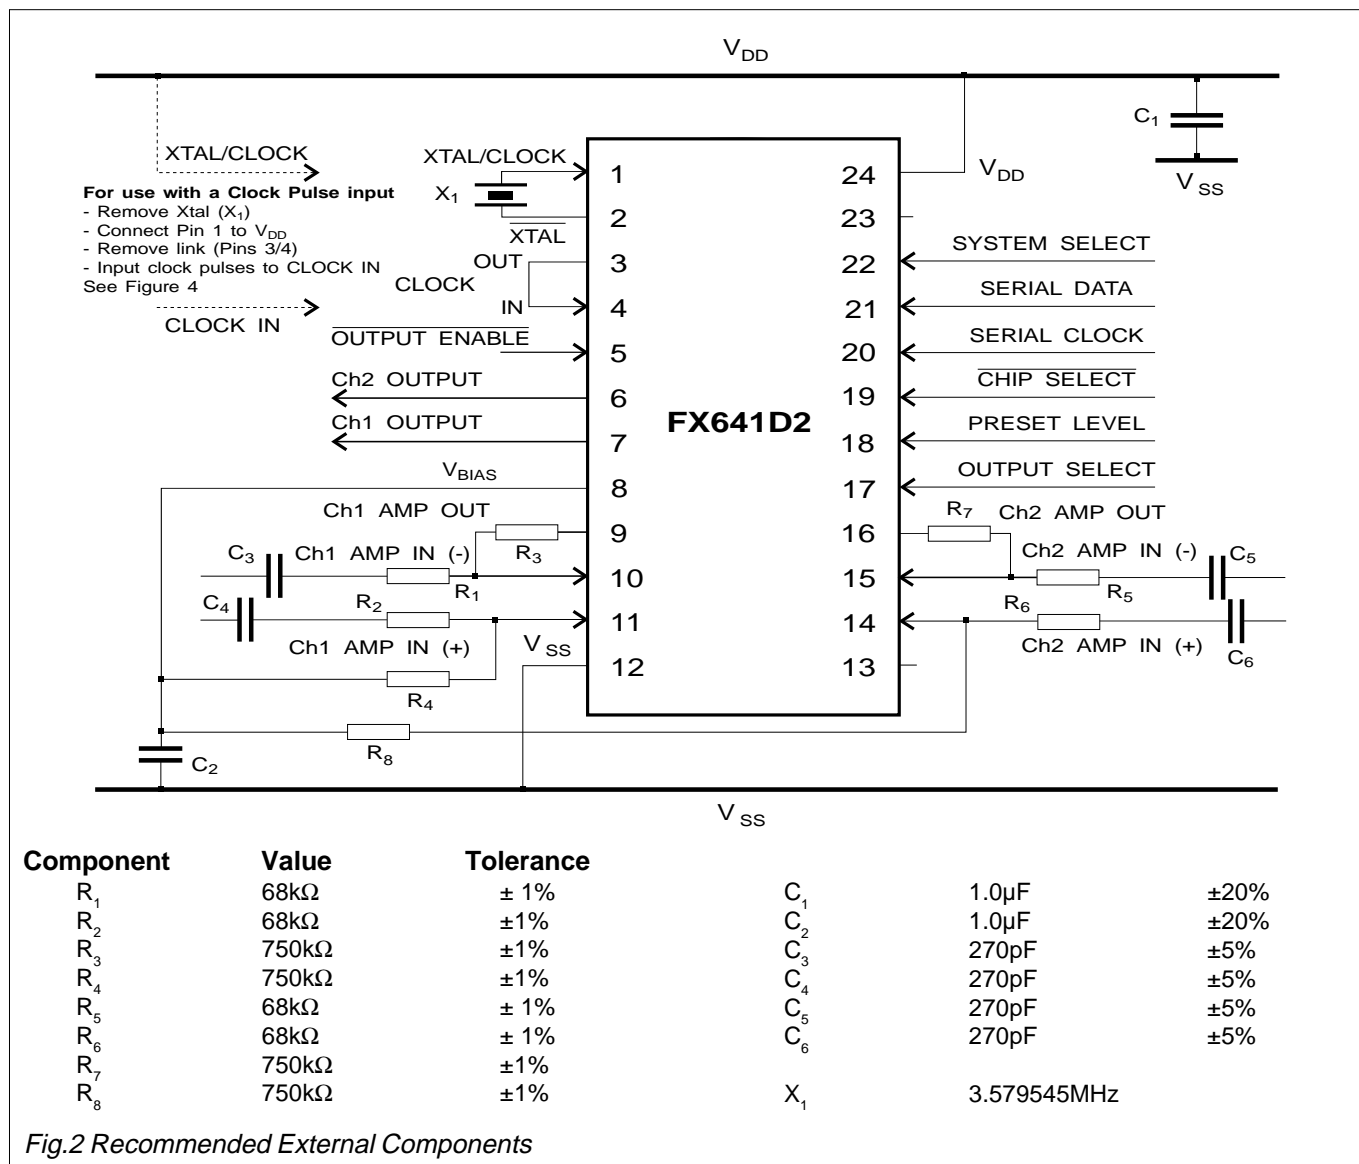 V DD
XTAL/CLOCK
For use with a Clock Pulse input
- Remove Xtal (X1)
- Connect Pin 1 to VDD
- Remove link (Pins 3/4)
- Input clock pulses to CLOCK IN
See Figure 4
CLOCK IN
XTAL/CLOCK
X1
XTAL
OUT
CLOCK
IN
OUTPUT ENABLE
Ch2 OUTPUT
Ch1 OUTPUT
VBIAS
Ch1 AMP OUT
R3
C3
Ch1 AMP IN (-)
R1
C4
R2
Ch1 AMP IN (+)
V SS
R4
R8
C2
1
2
3
4
5
6
7
8
9
10
11
12
FX641D2
24
23
22
21
20
19
18
17
16
15
14
13
C1
V SS
VDD
SYSTEM SELECT
SERIAL DATA
SERIAL CLOCK
CHIP SELECT
PRESET LEVEL
OUTPUT SELECT
R7
Ch2 AMP OUT
Ch2 AMP IN (-)
C5
R5
R6
Ch2 AMP IN (+)
C6
V SS
Component Value Tolerance
R1 68kΩ ± 1% C1 1.0µF ±20%
R2 68kΩ ±1% C2 1.0µF ±20%
R3 750kΩ ±1% C3 270pF ±5%
R4 750kΩ ±1% C4 270pF ±5%
R5 68kΩ ± 1% C5 270pF ±5%
R6 68kΩ ± 1% C6 270pF ±5%
R7 750kΩ ±1%
R8 750kΩ ±1% X1 3.579545MHz
Fig.2 Recommended External Components